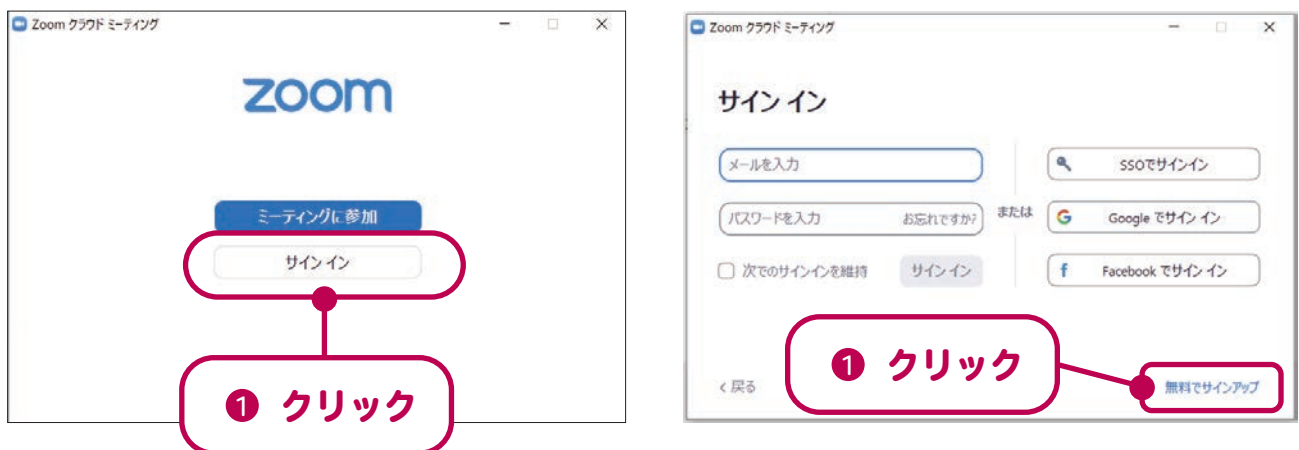 Zoom クラウド ミーティング
zoom
ミーティングに参加
サイン イン
❶ クリック
Zoom クラウド ミーティング
サイン イン
メールを入力
パスワードを入力 お忘れですか?
次でのサインインを維持 サイン イン
または
SSOでサインイン
Google でサイン イン
Facebook でサイン イン
❶ クリック
< 戻る
無料でサインアップ